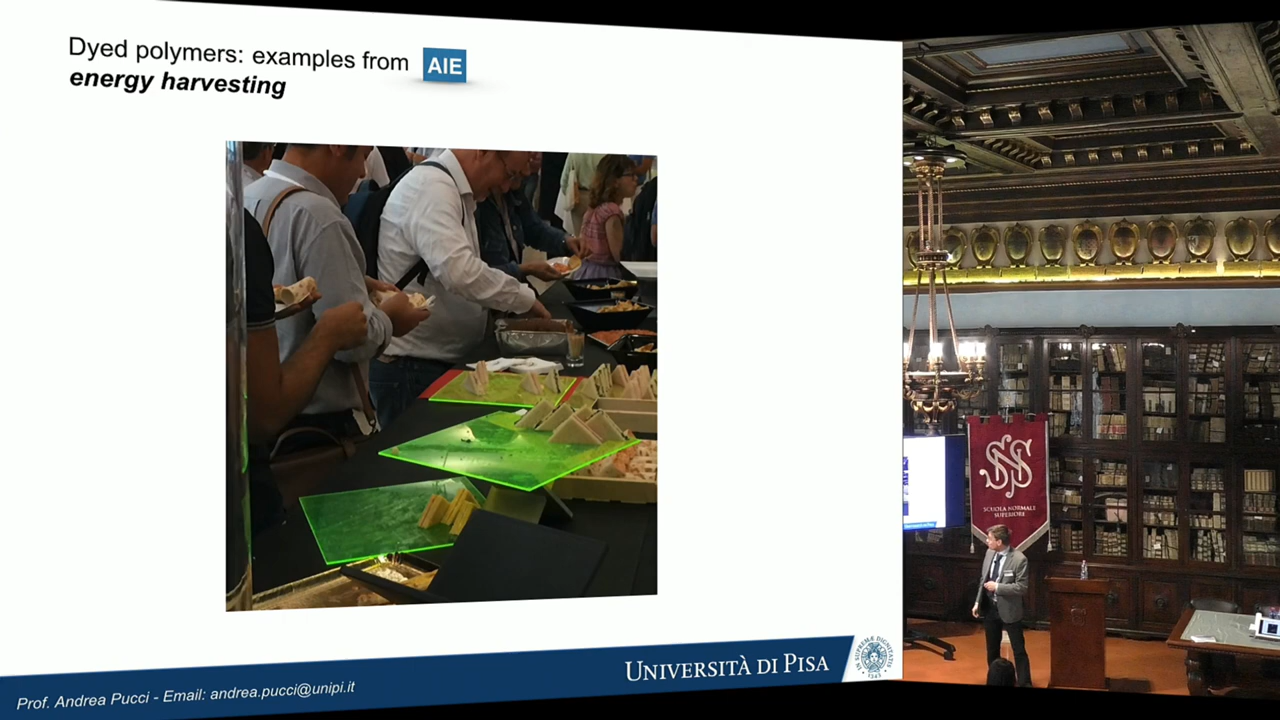 Dyed polymers: examples from AIE
energy harvesting
UNIVERSITÀ DI PISA
Prof. Andrea Pucci - Email: andrea.pucci@unipi.it
SNS
SCUOLA NORMALE
SUPERIORE